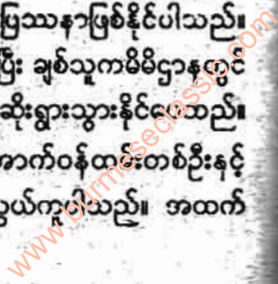 ပြဿနာဖြစ်နိုင်ပါသည်။
ပြီး ချစ်သူကမိမိဌာနတွင်
ဆိုးရွားသွားနိုင်ပေသည်။
အောက်ဝန်ထမ်းတစ်ဦးနှင့်
သွယ်ကူပါသည်။ အထက်
www.burmeseclassic.com